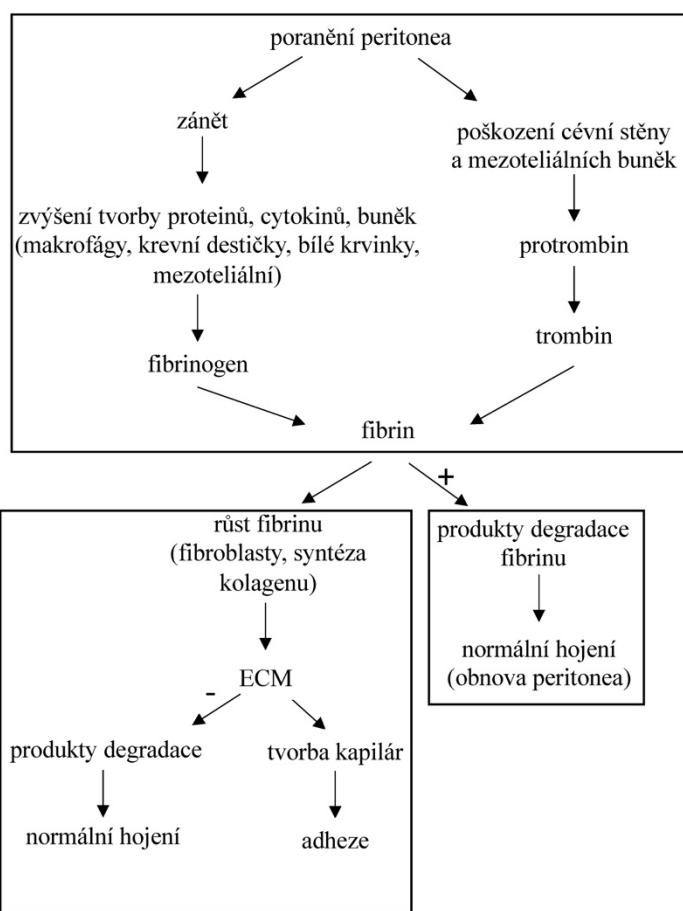 poranění peritonea
zánět
poškození cévní stěny
a mezoteliálních buněk
zvýšení tvorby proteinů, cytokinů, buněk
(makrofágy, krevní destičky, bílé krvinky,
mezoteliální)
protrombin
trombin
fibrinogen
fibrin
+
růst fibrinu
(fibroblasty, syntéza
kolagenu)
ECM
-
produkty degradace
normální hojení
tvorba kapilár
adheze
produkty degradace
fibrinu
normální hojení
(obnova peritonea)